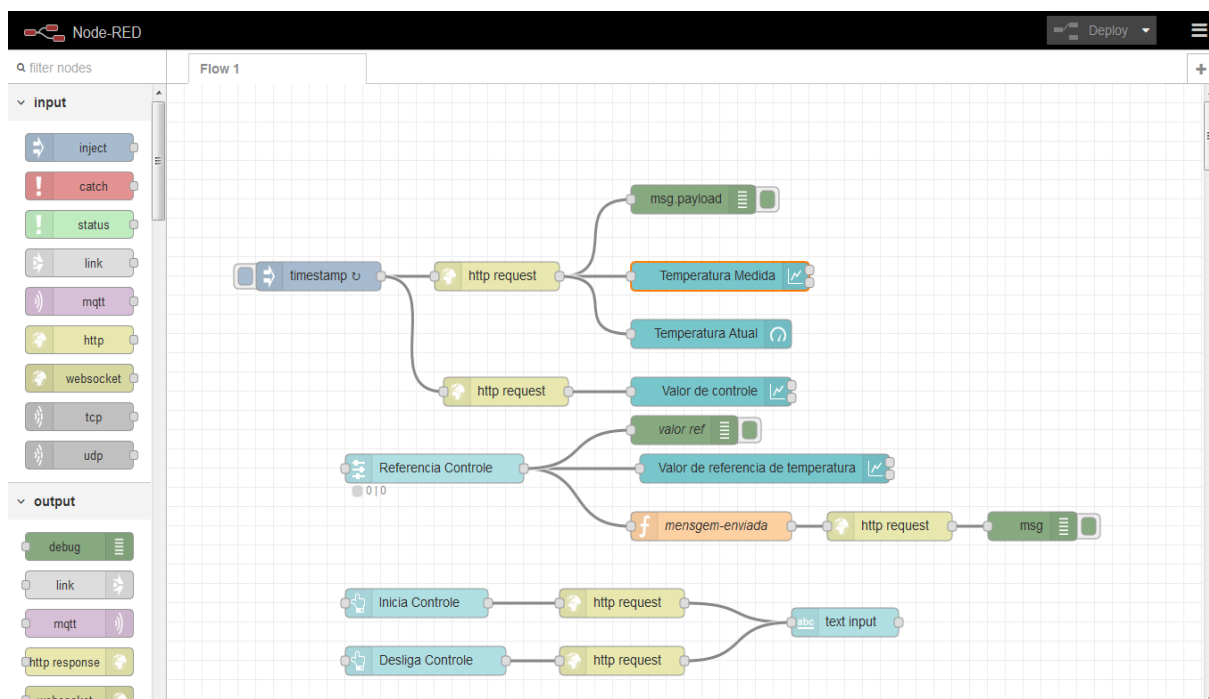 Node-RED
Deploy
filter nodes
Flow 1
input
inject
catch
status
link
mqtt
http
websocket
tcp
udp
output
debug
link
mqtt
http response
websocket
msg.payload
timestamp ↻
http request
Temperatura Medida
Temperatura Atual
http request
Valor de controle
valor ref
Referencia Controle
0 | 0
Valor de referencia de temperatura
f
mensgem-enviada
http request
msg
Inicia Controle
http request
abc
text input
Desliga Controle
http request